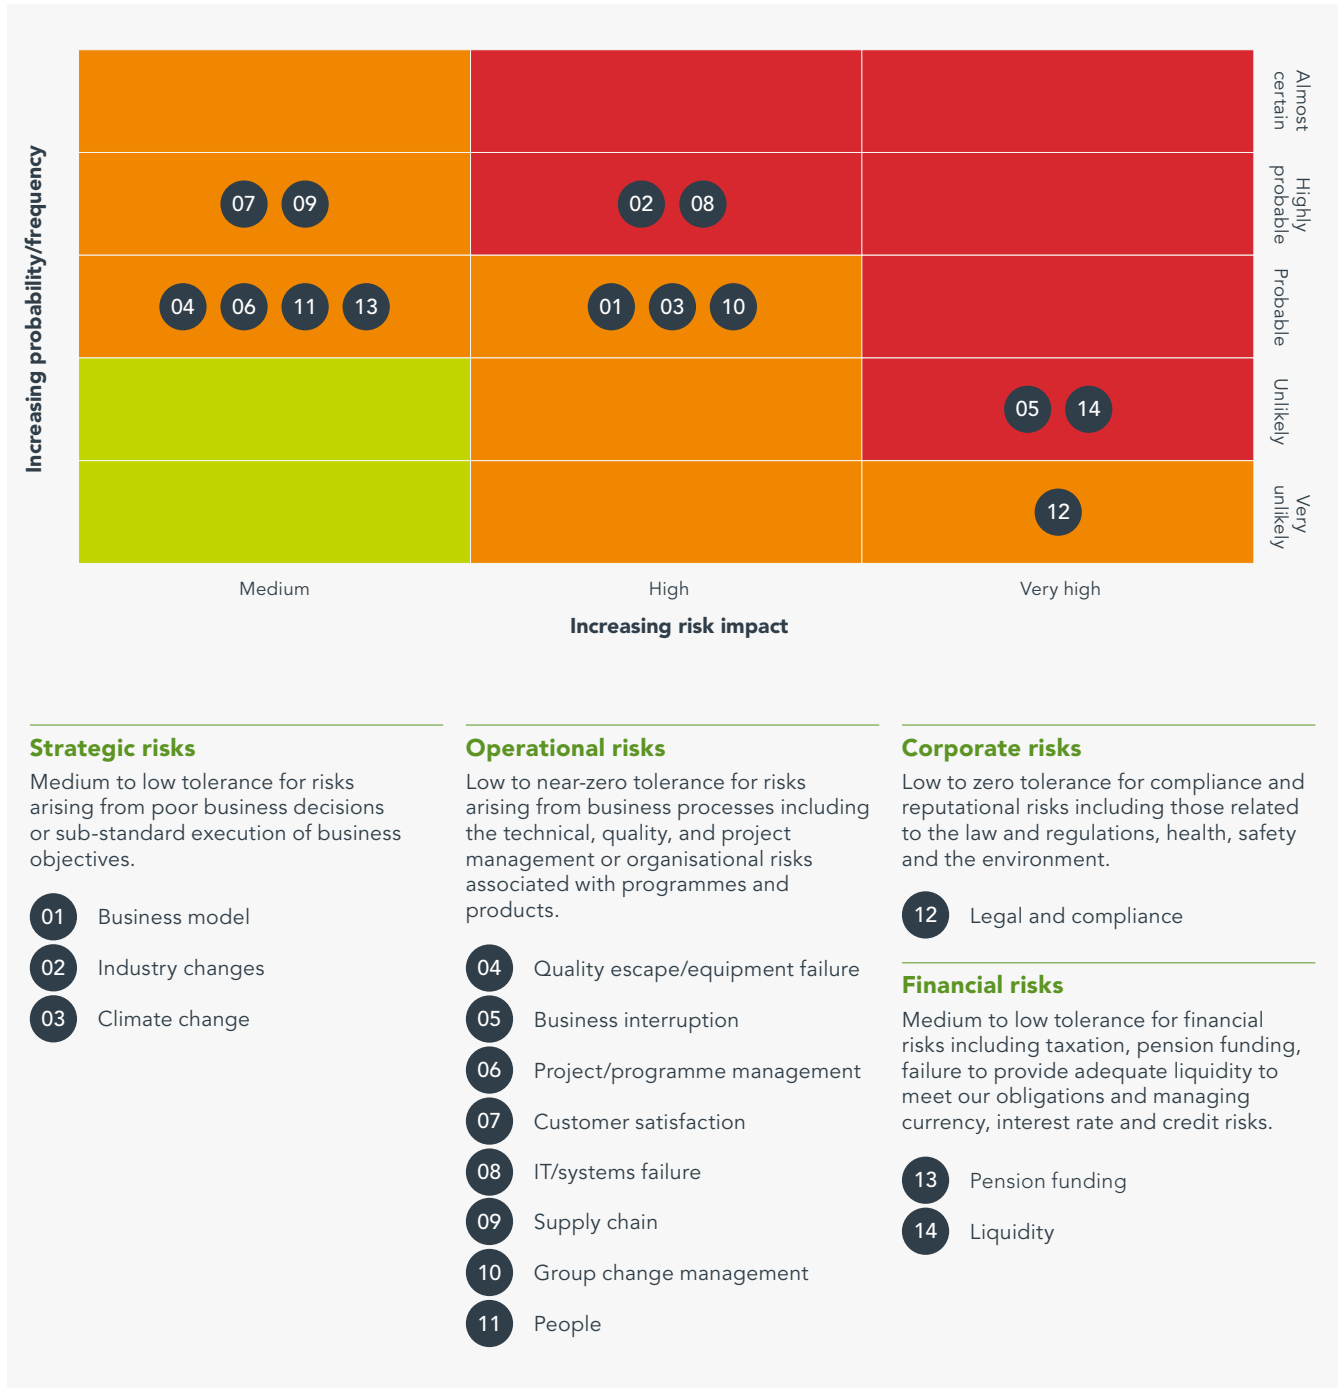 Increasing probability/frequency
Almost
certain
07 09
02 08
Highly
probable
04 06 11 13
01 03 10
Probable
05 14
Unlikely
12
Very
unlikely
Medium
High
Very high
Increasing risk impact
Strategic risks
Medium to low tolerance for risks
arising from poor business decisions
or sub-standard execution of business
objectives.
01 Business model
02 Industry changes
03 Climate change
Operational risks
Low to near-zero tolerance for risks
arising from business processes including
the technical, quality, and project
management or organisational risks
associated with programmes and
products.
04 Quality escape/equipment failure
05 Business interruption
06 Project/programme management
07 Customer satisfaction
08 IT/systems failure
09 Supply chain
10 Group change management
11 People
Corporate risks
Low to zero tolerance for compliance and
reputational risks including those related
to the law and regulations, health, safety
and the environment.
12 Legal and compliance
Financial risks
Medium to low tolerance for financial
risks including taxation, pension funding,
failure to provide adequate liquidity to
meet our obligations and managing
currency, interest rate and credit risks.
13 Pension funding
14 Liquidity